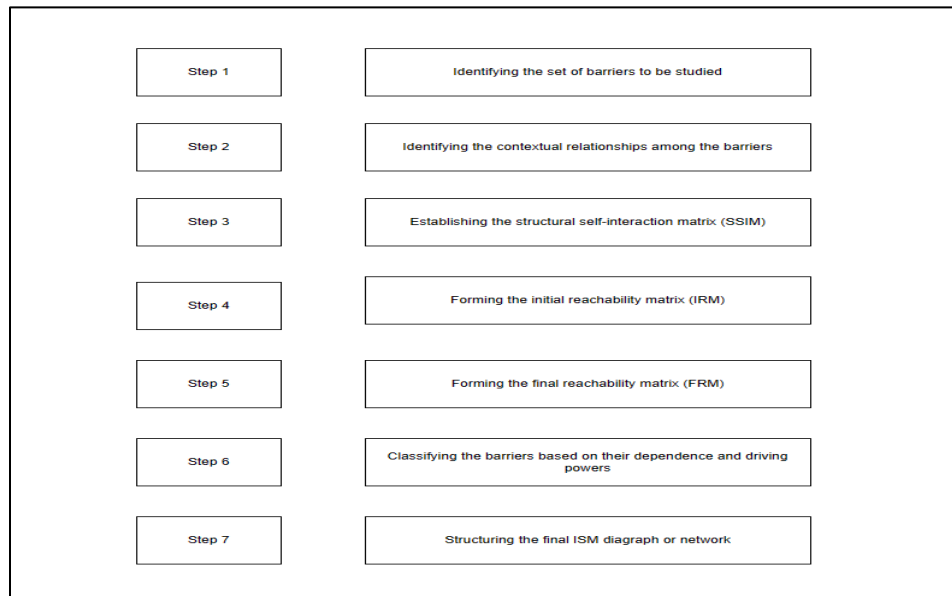 Step 1
Identifying the set of barriers to be studied
Step 2
Identifying the contextual relationships among the barriers
Step 3
Establishing the structural self-interaction matrix (SSIM)
Step 4
Forming the initial reachability matrix (IRM)
Step 5
Forming the final reachability matrix (FRM)
Step 6
Classifying the barriers based on their dependence and driving
powers
Step 7
Structuring the final ISM diagraph or network